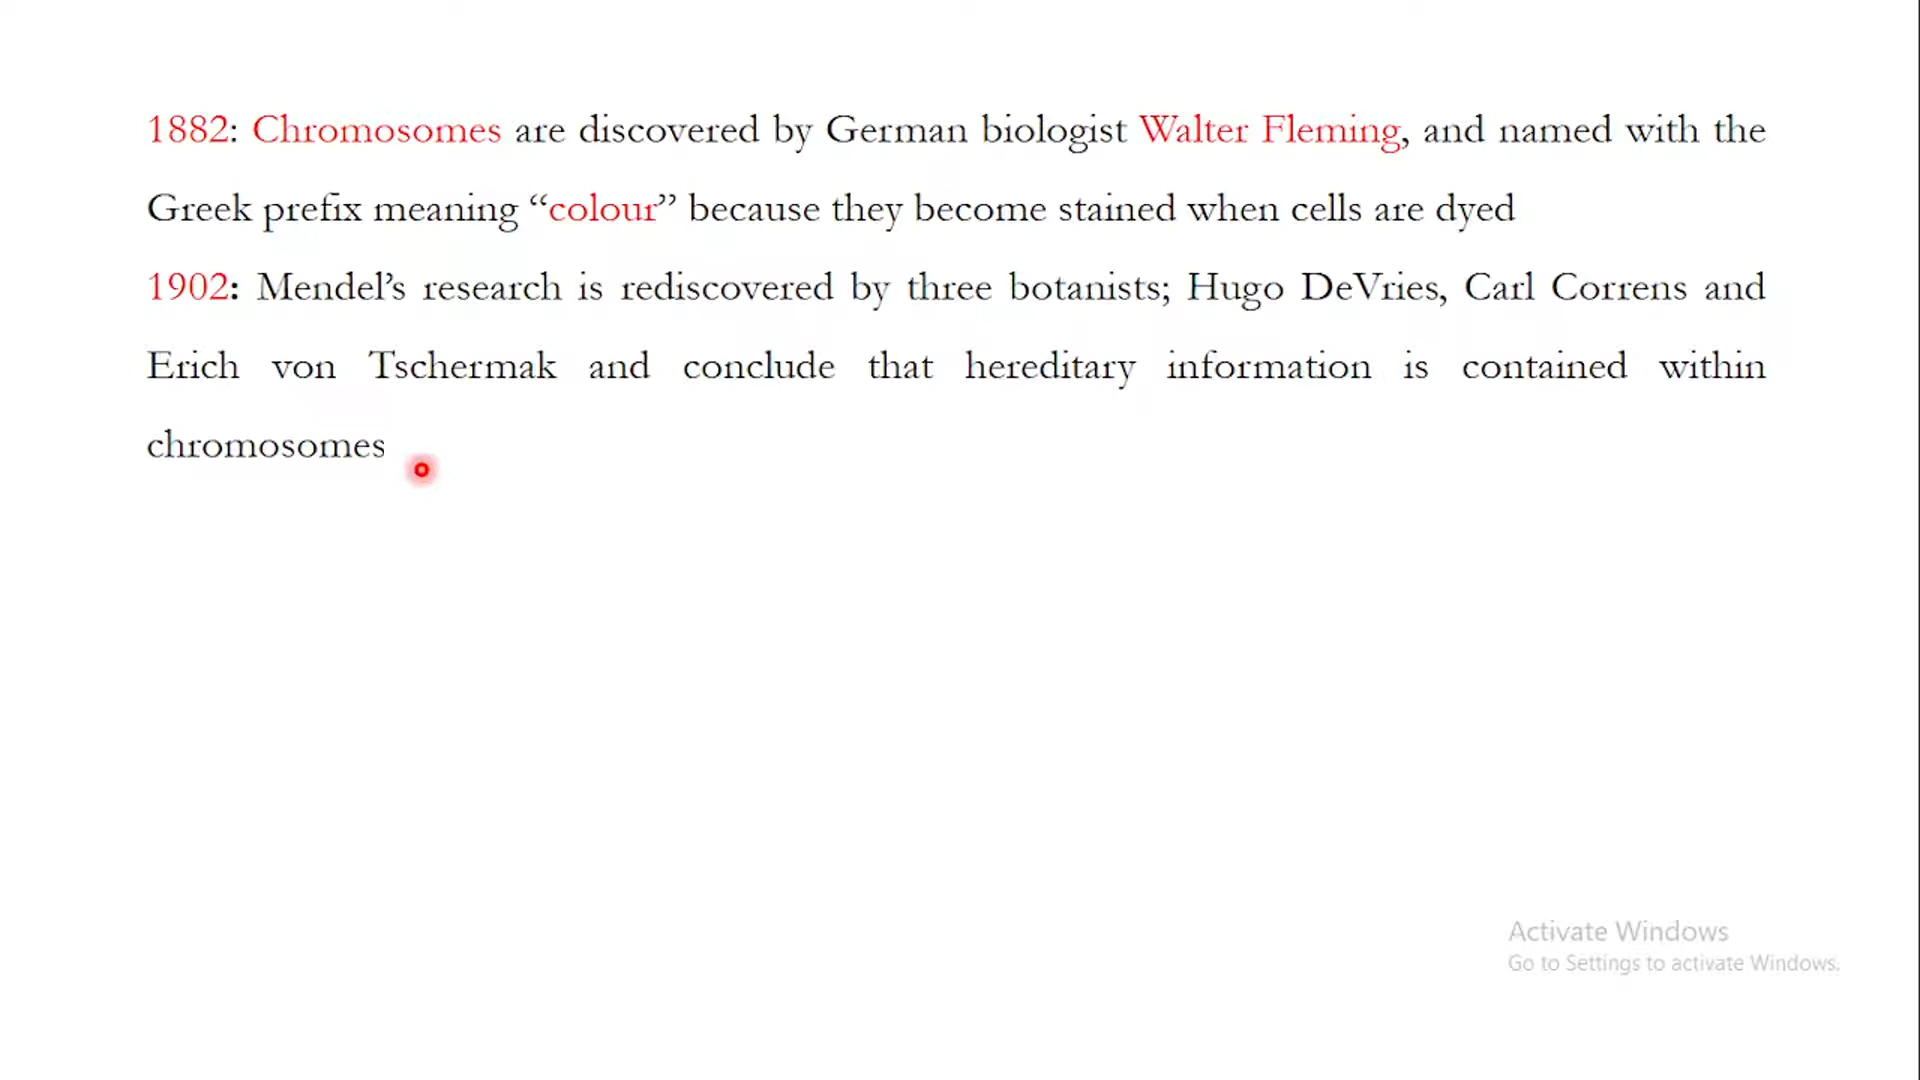 1882: Chromosomes are discovered by German biologist Walter Fleming, and named with the
Greek prefix meaning “colour” because they become stained when cells are dyed
1902: Mendel’s research is rediscovered by three botanists; Hugo DeVries, Carl Correns and
Erich von Tschermak and conclude that hereditary information is contained within
chromosomes
Activate Windows
Go to Settings to activate Windows.